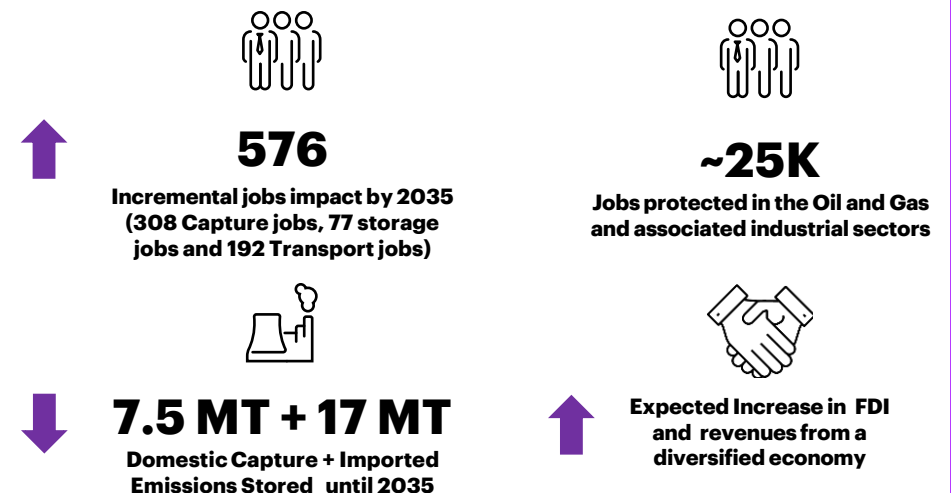 576
Incremental jobs impact by 2035
(308 Capture jobs, 77 storage
jobs and 192 Transport jobs)
~25K
Jobs protected in the Oil and Gas
and associated industrial sectors
7.5 MT + 17 MT
Domestic Capture + Imported
Emissions Stored until 2035
Expected Increase in FDI
and revenues from a
diversified economy